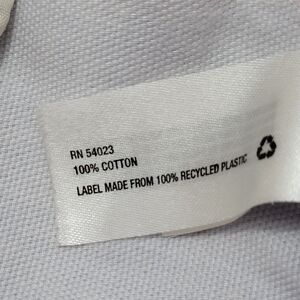 RN 54023
100% COTTON
LABEL MADE FROM 100% RECYCLED PLASTIC